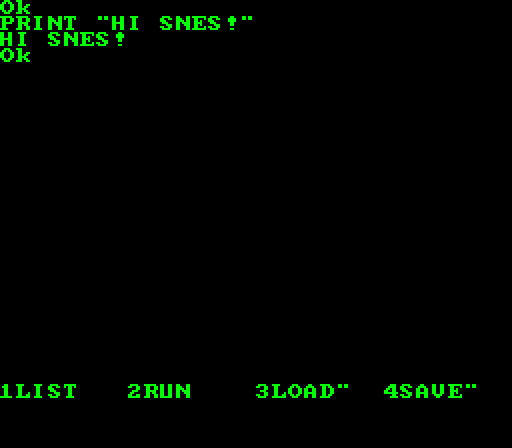 Ok
PRINT "HI SNES!"
HI SNES!
Ok
1LIST 2RUN 3LOAD" 4SAVE"